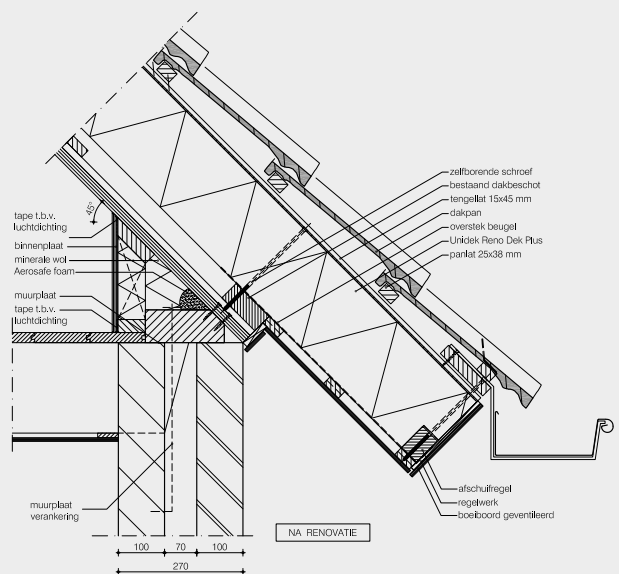 zelfborende schroef
bestaand dakbeschot
tengellat 15x45 mm
dakpan
overstek beugel
Unidek Reno Dek Plus
panlat 25x38 mm
45°
tape t.b.v.
luchtdichting
binnenplaat
minerale wol
Aerosafe foam
muurplaat
tape t.b.v.
luchtdichting
afschuifregel
regelwerk
boeiboord geventileerd
muurplaat
verankering
NA RENOVATIE
100 70 100
270